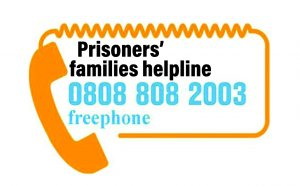 Prisoners'
families helpline
0808 808 2003
freephone